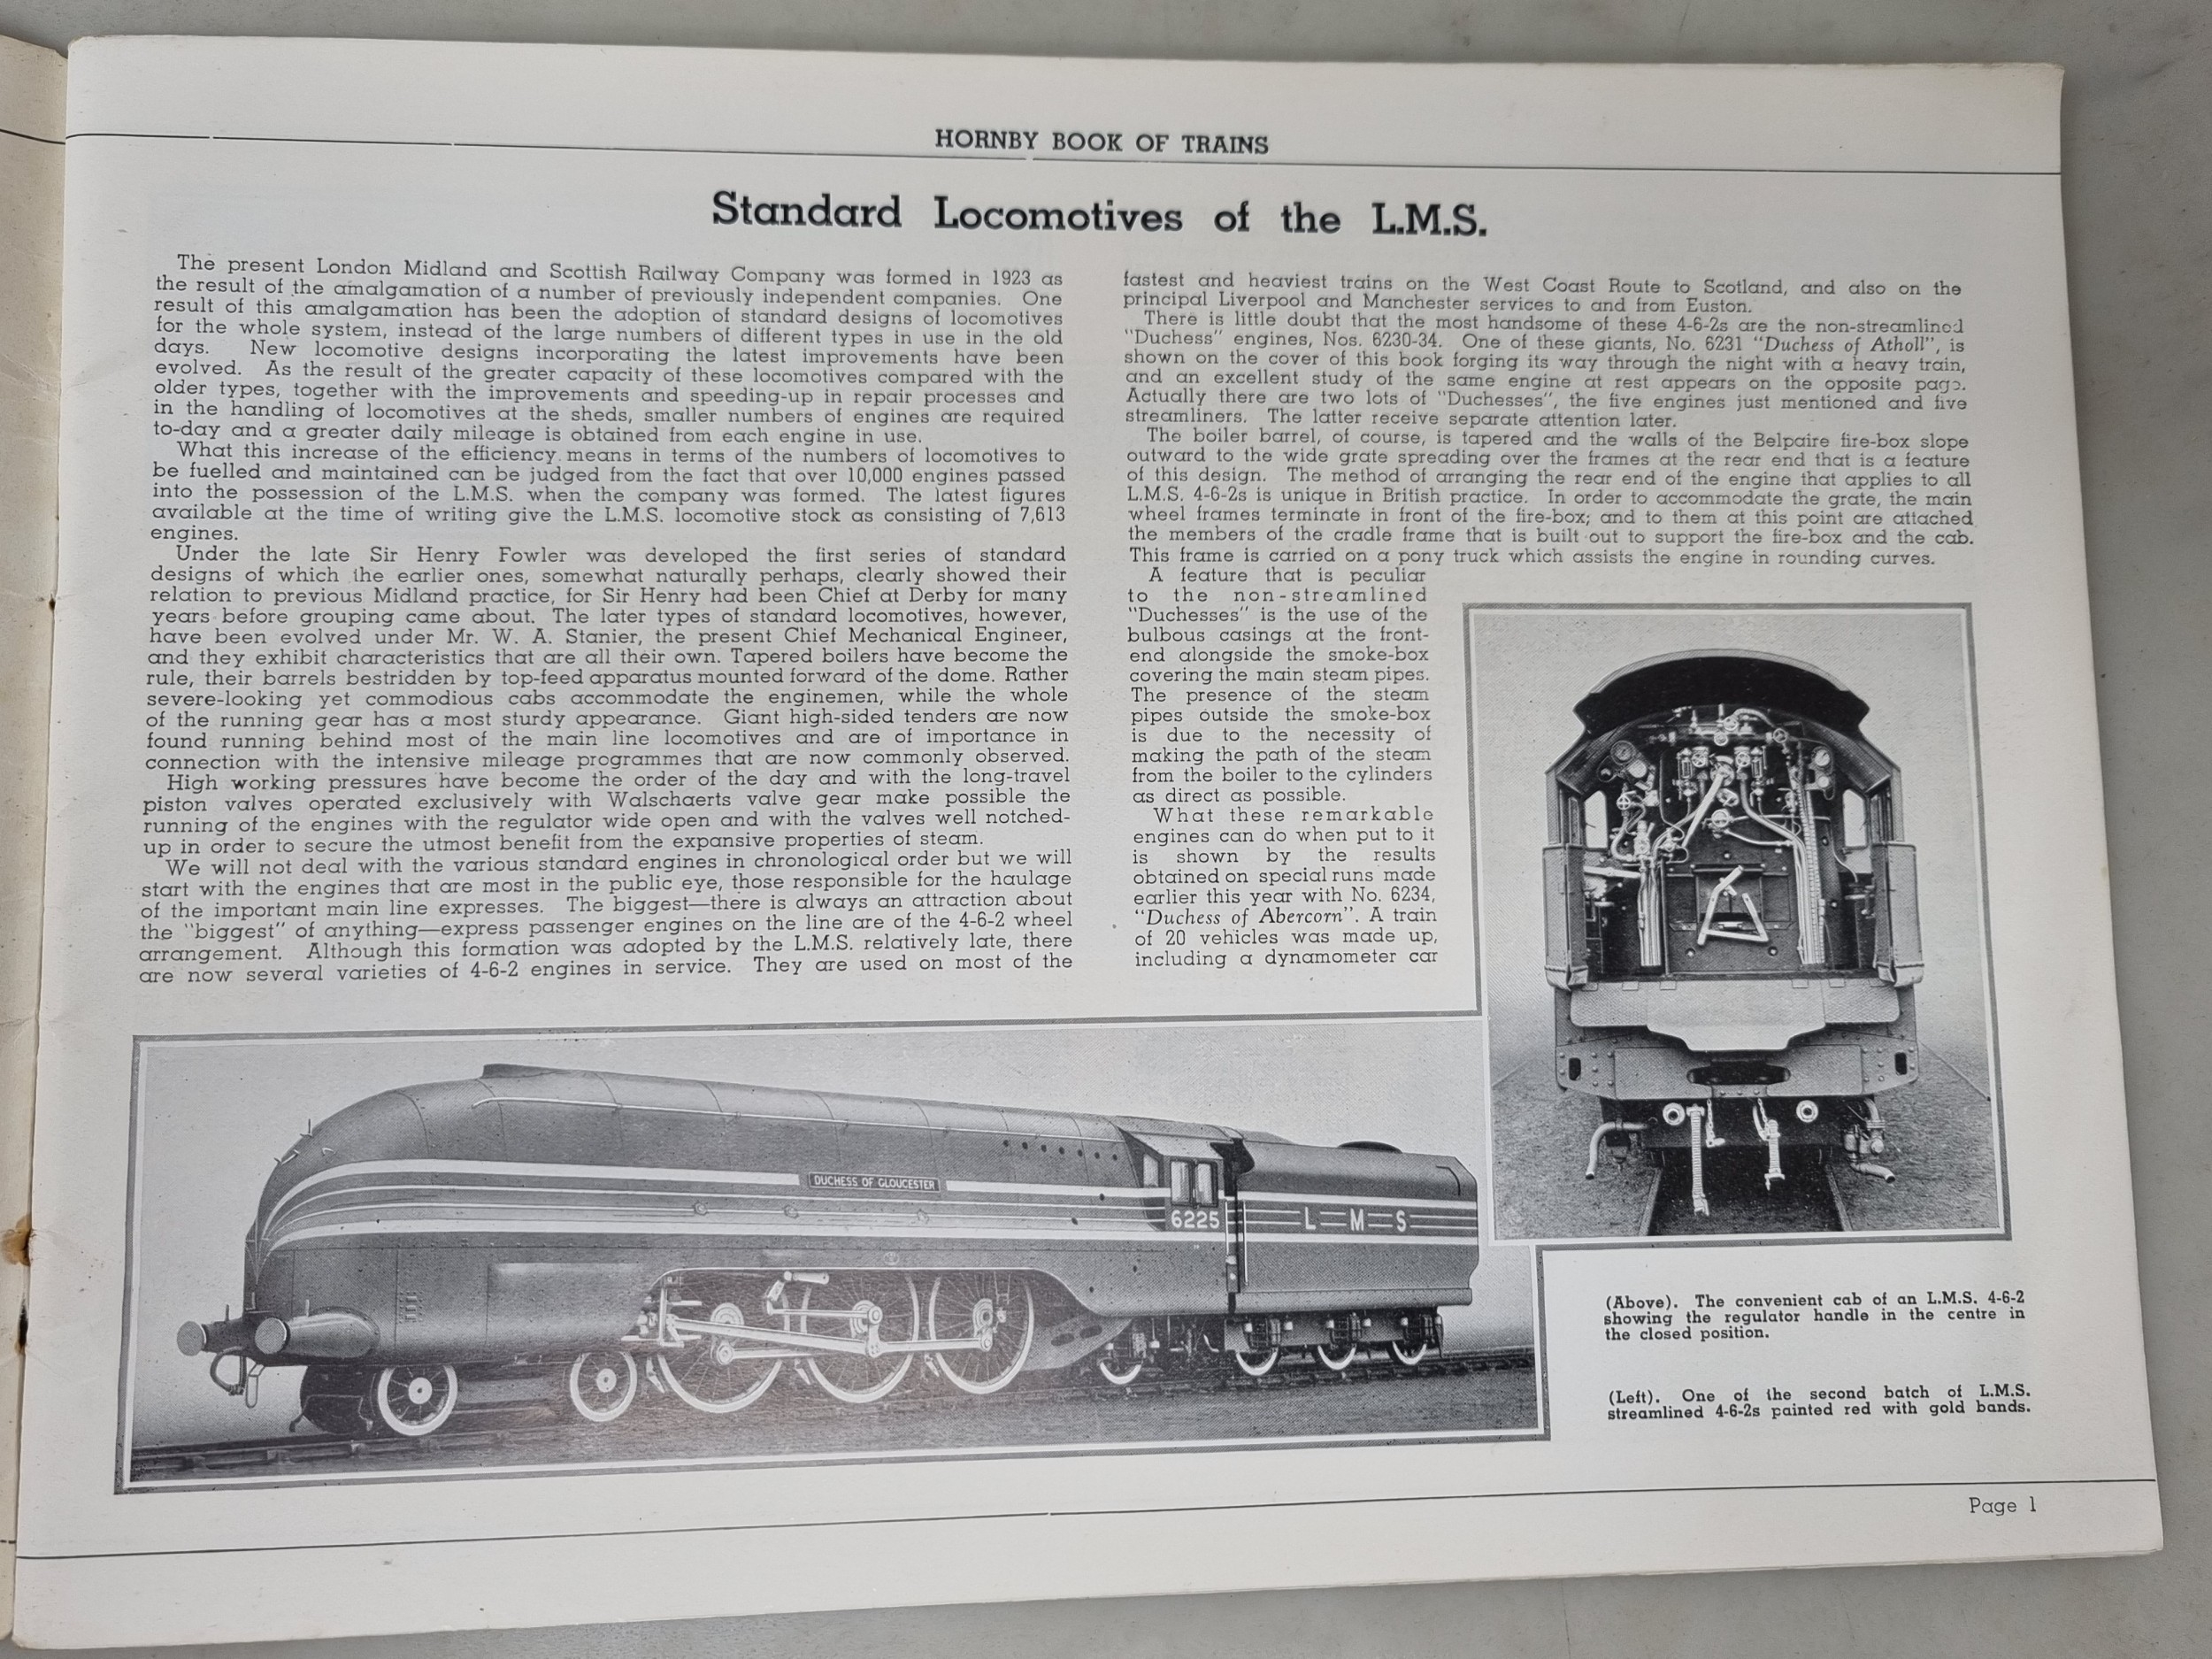 HORNBY BOOK OF TRAINS
Standard Locomotives of the L.M.S.
The present London Midland and Scottish Railway Company was formed in 1923 as
the result of the amalgamation of a number of previously independent companies. One
result of this amalgamation has been the adoption of standard designs of locomotives
for the whole system, instead of the large numbers of different types in use in the old
days. New locomotive designs incorporating the latest improvements have been
evolved. As the result of the greater capacity of these locomotives compared with the
older types, together with the improvements and speeding-up in repair processes and
in the handling of locomotives at the sheds, smaller numbers of engines are required
to-day and a greater daily mileage is obtained from each engine in use.
What this increase of the efficiency means in terms of the numbers of locomotives to
be fuelled and maintained can be judged from the fact that over 10,000 engines passed
into the possession of the L.M.S. when the company was formed. The latest figures
available at the time of writing give the L.M.S. locomotive stock as consisting of 7,613
engines.
Under the late Sir Henry Fowler was developed the first series of standard
designs of which the earlier ones, somewhat naturally perhaps, clearly showed their
relation to previous Midland practice, for Sir Henry had been Chief at Derby for many
years before grouping came about. The later types of standard locomotives, however,
have been evolved under Mr. W. A. Stanier, the present Chief Mechanical Engineer,
and they exhibit characteristics that are all their own. Tapered boilers have become the
rule, their barrels bestridden by top-feed apparatus mounted forward of the dome. Rather
severe-looking yet commodious cabs accommodate the enginemen, while the whole
of the running gear has a most sturdy appearance. Giant high-sided tenders are now
found running behind most of the main line locomotives and are of importance in
connection with the intensive mileage programmes that are now commonly observed.
High working pressures have become the order of the day and with the long-travel
piston valves operated exclusively with Walschaerts valve gear make possible the
running of the engines with the regulator wide open and with the valves well notched-
up in order to secure the utmost benefit from the expansive properties of steam.
We will not deal with the various standard engines in chronological order but we will
start with the engines that are most in the public eye, those responsible for the haulage
of the important main line expresses. The biggest—there is always an attraction about
the "biggest" of anything—express passenger engines on the line are of the 4-6-2 wheel
arrangement. Although this formation was adopted by the L.M.S. relatively late, there
are now several varieties of 4-6-2 engines in service. They are used on most of the
fastest and heaviest trains on the West Coast Route to Scotland, and also on the
principal Liverpool and Manchester services to and from Euston.
There is little doubt that the most handsome of these 4-6-2s are the non-streamlined
"Duchess" engines, Nos. 6230-34. One of these giants, No. 6231 "Duchess of Atholl", is
shown on the cover of this book forging its way through the night with a heavy train,
and an excellent study of the same engine at rest appears on the opposite page.
Actually there are two lots of "Duchesses", the five engines just mentioned and five
streamliners. The latter receive separate attention later.
The boiler barrel, of course, is tapered and the walls of the Belpaire fire-box slope
outward to the wide grate spreading over the frames at the rear end that is a feature
of this design. The method of arranging the rear end of the engine that applies to all
L.M.S. 4-6-2s is unique in British practice. In order to accommodate the grate, the main
wheel frames terminate in front of the fire-box; and to them at this point are attached
the members of the cradle frame that is built out to support the fire-box and the cab.
This frame is carried on a pony truck which assists the engine in rounding curves.
A feature that is peculiar
to the non-streamlined
"Duchesses" is the use of the
bulbous casings at the front-
end alongside the smoke-box
covering the main steam pipes.
The presence of the steam
pipes outside the smoke-box
is due to the necessity of
making the path of the steam
from the boiler to the cylinders
as direct as possible.
What these remarkable
engines can do when put to it
is shown by the results
obtained on special runs made
earlier this year with No. 6234,
"Duchess of Abercorn". A train
of 20 vehicles was made up,
including a dynamometer car
DUCHESS OF GLOUCESTER
6225
L M S
(Above). The convenient cab of an L.M.S. 4-6-2
showing the regulator handle in the centre in
the closed position.
(Left). One of the second batch of L.M.S.
streamlined 4-6-2s painted red with gold bands.
Page 1